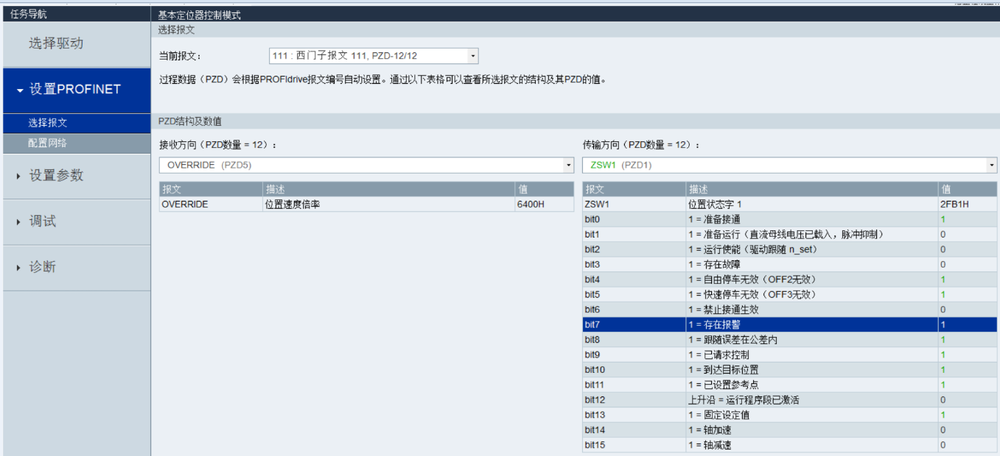 任务导航
基本定位器控制模式
选择驱动
设置PROFINET
选择报文
配置网络
设置参数
调试
诊断
选择报文
当前报文：
111 : 西门子报文 111, PZD-12/12
过程数据（PZD）会根据PROFIdrive报文编号自动设置。通过以下表格可以查看所选报文的结构及其PZD的值。
PZD结构及数值
接收方向（PZD数量 = 12）：
OVERRIDE (PZD5)
报文 描述 值
OVERRIDE 位置速度倍率 6400H
传输方向（PZD数量 = 12）：
ZSW1 (PZD1)
报文 描述 值
ZSW1 位置状态字 1 2FB1H
bit0 1 = 准备接通 1
bit1 1 = 准备运行（直流母线电压已载入，脉冲抑制） 0
bit2 1 = 运行使能（驱动跟随 n_set） 0
bit3 1 = 存在故障 0
bit4 1 = 自由停车无效（OFF2无效） 1
bit5 1 = 快速停车无效（OFF3无效） 1
bit6 1 = 禁止接通生效 0
bit7 1 = 存在报警 1
bit8 1 = 跟随误差在公差内 1
bit9 1 = 已请求控制 1
bit10 1 = 到达目标位置 1
bit11 1 = 已设置参考点 1
bit12 上升沿 = 运行程序段已激活 0
bit13 1 = 固定设定值 1
bit14 1 = 轴加速 0
bit15 1 = 轴减速 0